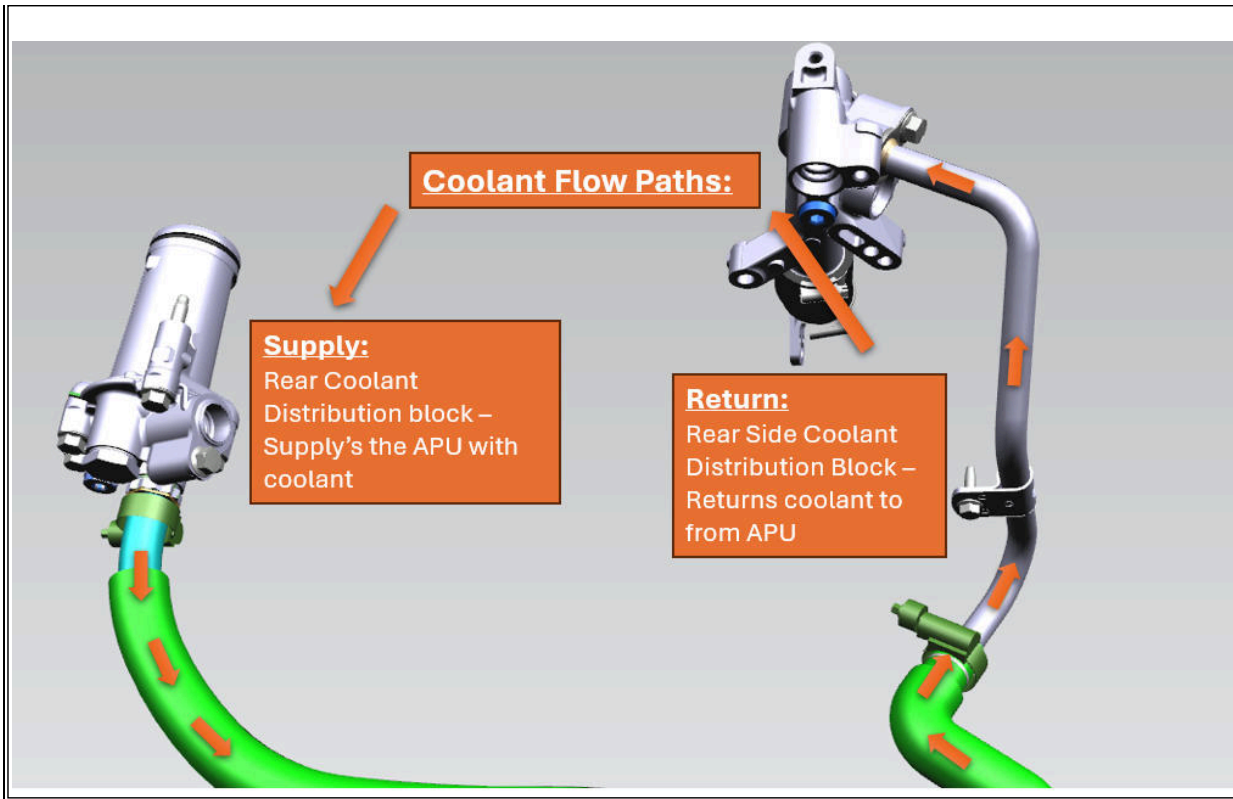 Coolant Flow Paths:
Supply:
Rear Coolant
Distribution block –
Supply's the APU with
coolant
Return:
Rear Side Coolant
Distribution Block –
Returns coolant to
from APU